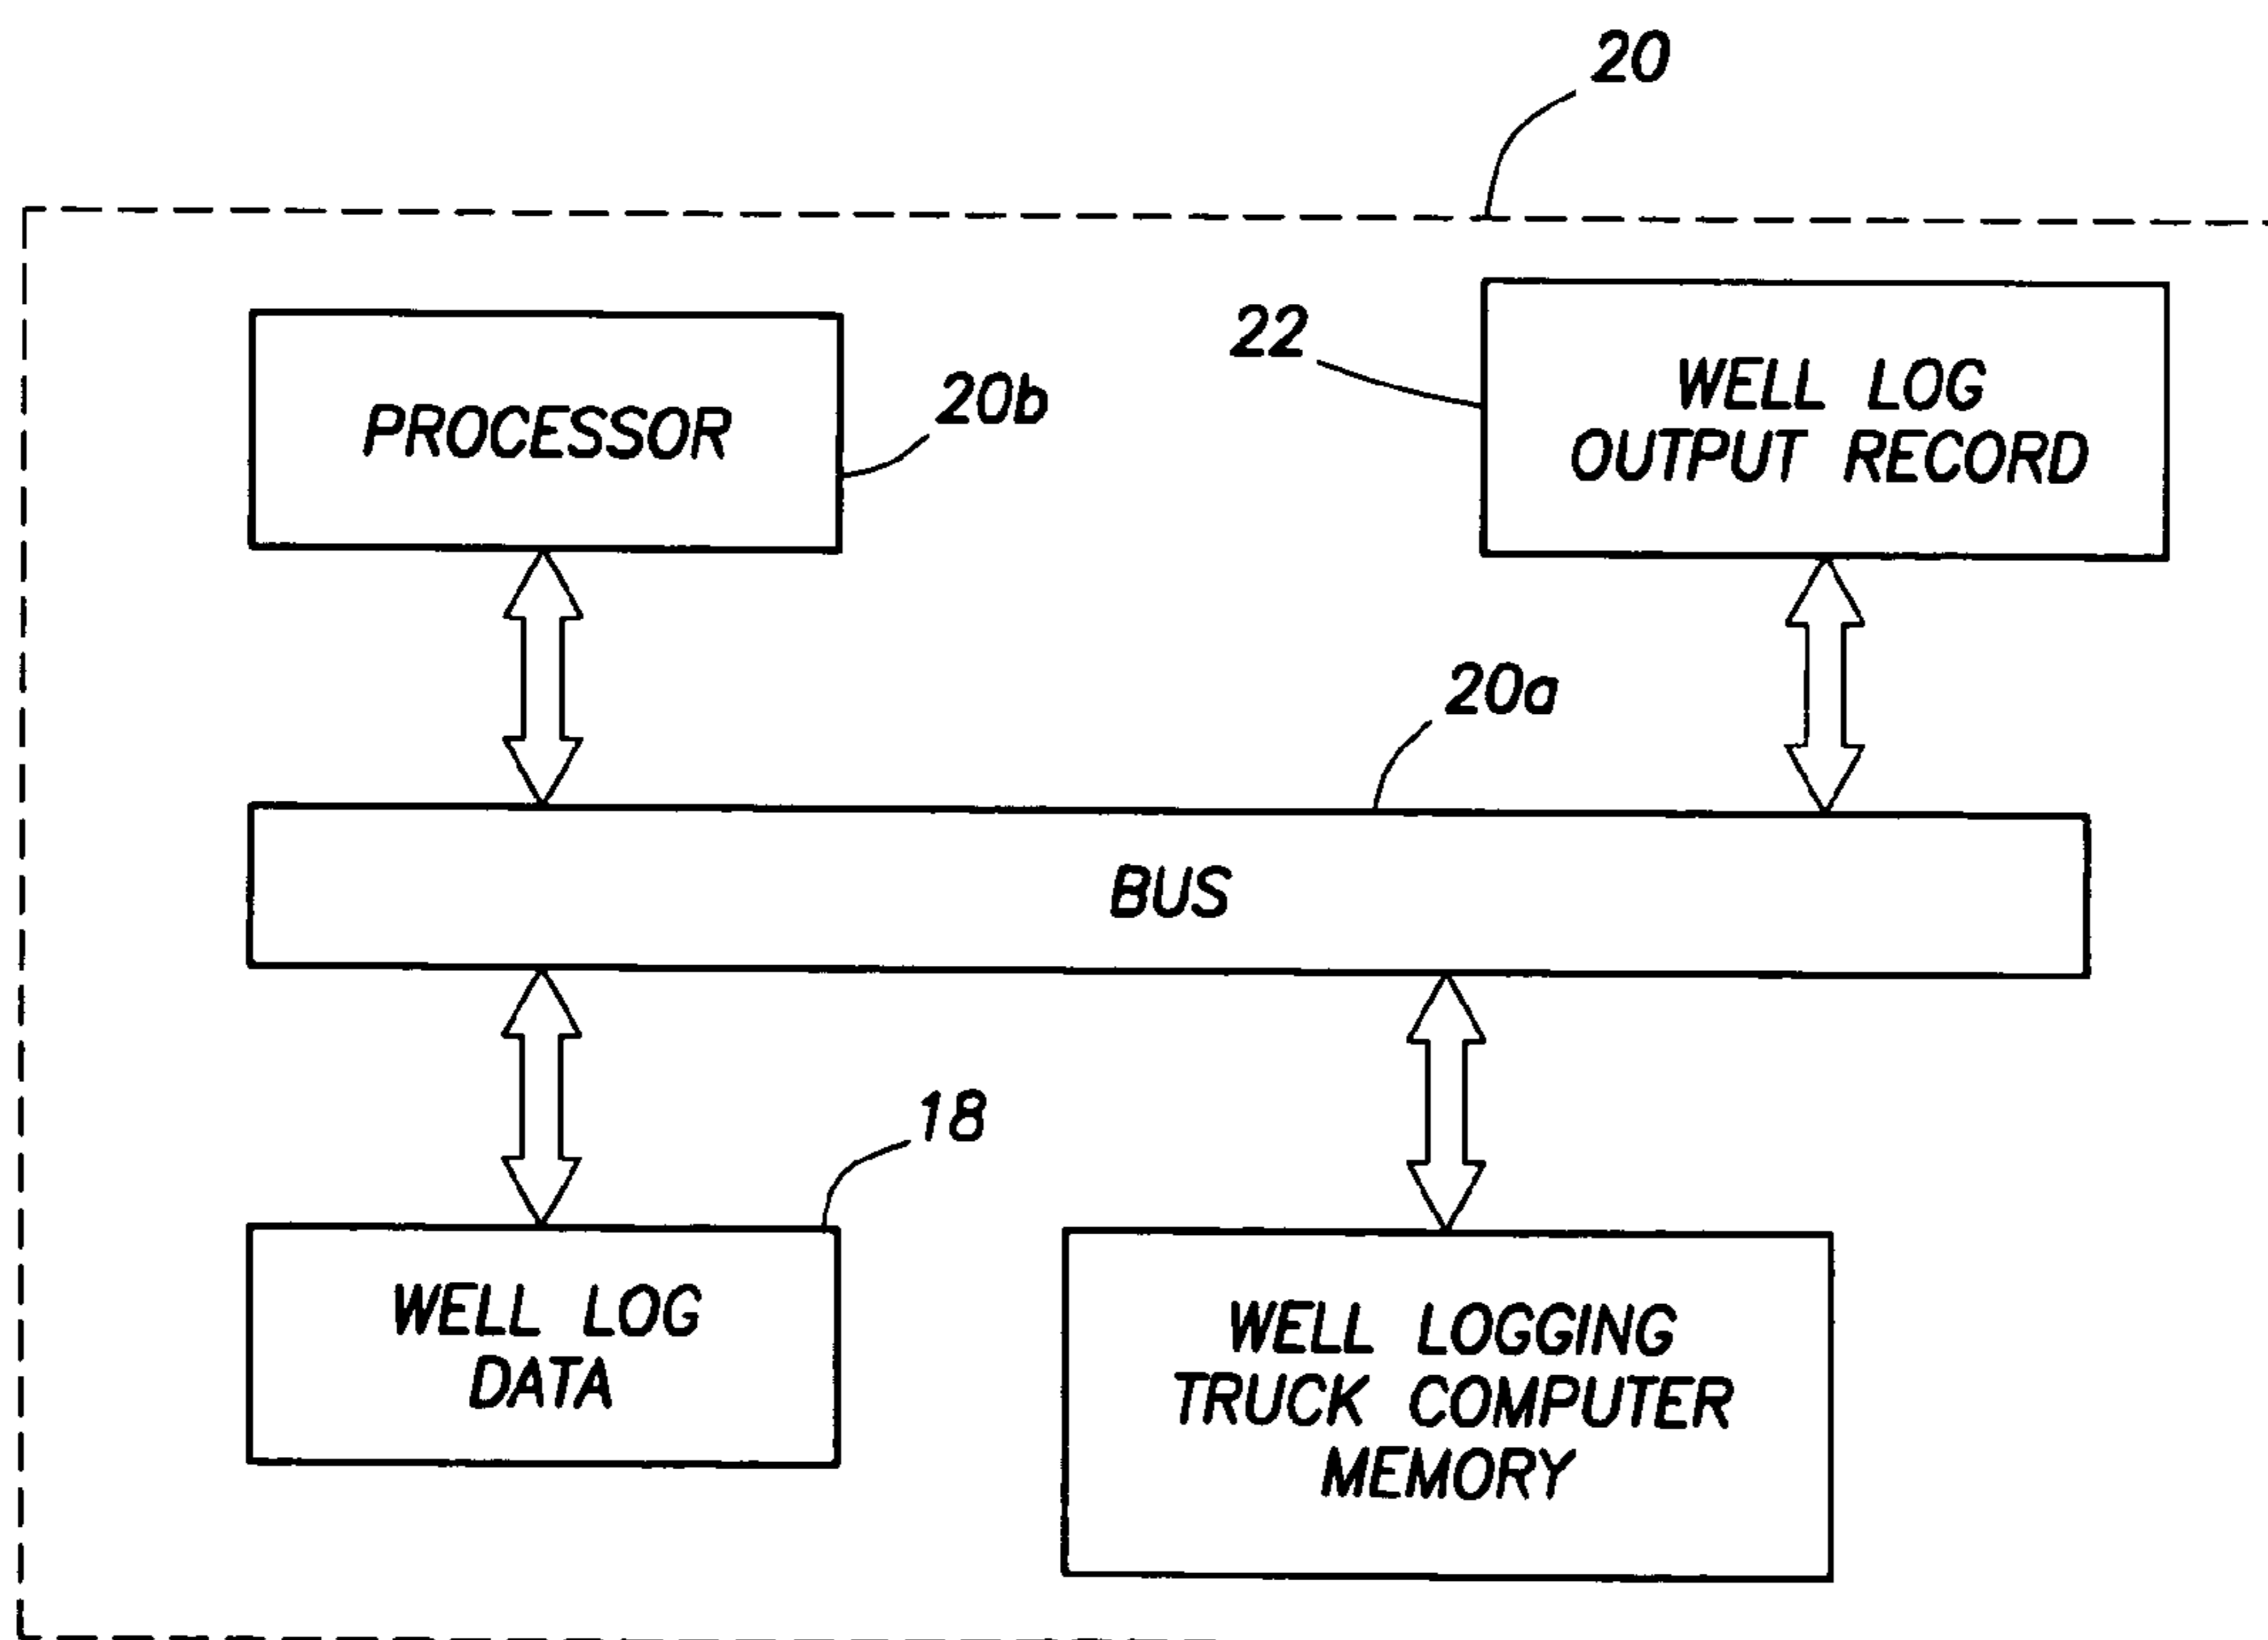 20
PROCESSOR
20b
22
WELL LOG
OUTPUT RECORD
20a
BUS
18
WELL LOG
DATA
WELL LOGGING
TRUCK COMPUTER
MEMORY